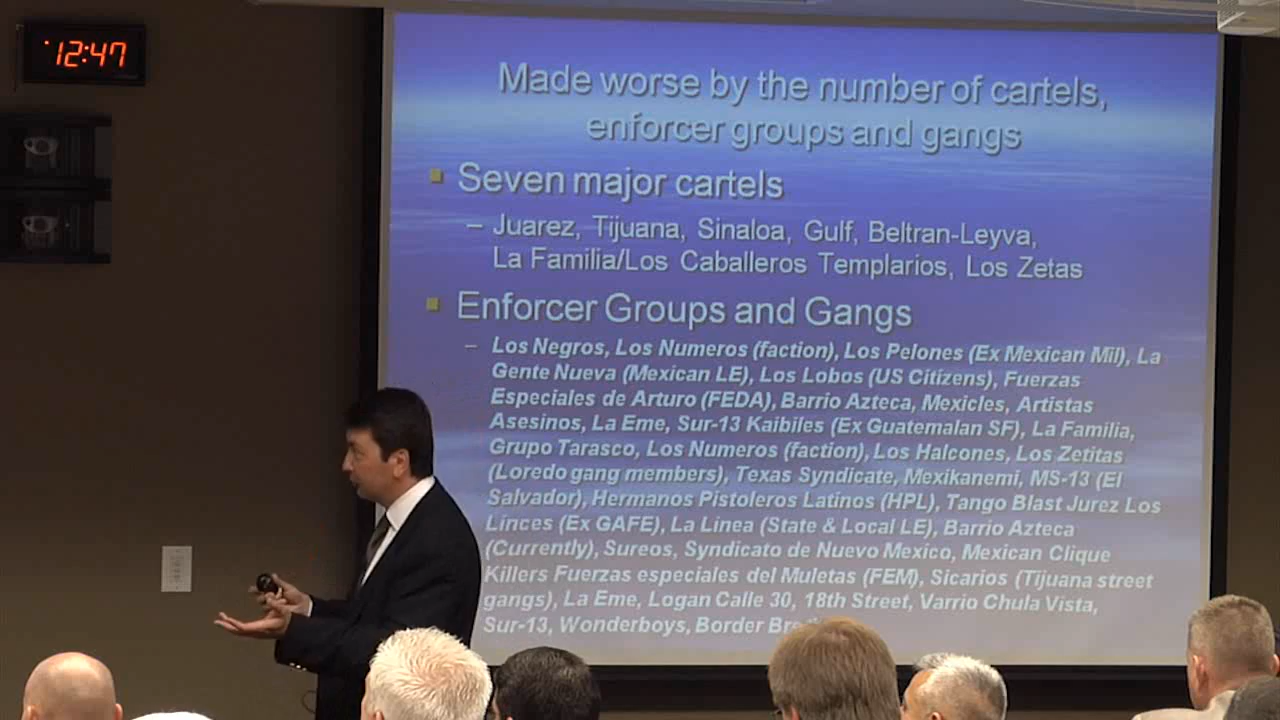 12:47
Made worse by the number of cartels,
enforcer groups and gangs
Seven major cartels
– Juarez, Tijuana, Sinaloa, Gulf, Beltran-Leyva,
La Familia/Los Caballeros Templarios, Los Zetas
Enforcer Groups and Gangs
– Los Negros, Los Numeros (faction), Los Pelones (Ex Mexican Mil), La
Gente Nueva (Mexican LE), Los Lobos (US Citizens), Fuerzas
Especiales de Arturo (FEDA), Barrio Azteca, Mexicles, Artistas
Asesinos, La Eme, Sur-13 Kaibiles (Ex Guatemalan SF), La Familia,
Grupo Tarasco, Los Numeros (faction), Los Halcones, Los Zetitas
(Loredo gang members), Texas Syndicate, Mexikanemi, MS-13 (El
Salvador), Hermanos Pistoleros Latinos (HPL), Tango Blast Jurez Los
Linces (Ex GAFE), La Linea (State & Local LE), Barrio Azteca
(Currently), Sureos, Syndicato de Nuevo Mexico, Mexican Clique
Killers Fuerzas especiales del Muletas (FEM), Sicarios (Tijuana street
gangs), La Eme, Logan Calle 30, 18th Street, Varrio Chula Vista,
Sur-13, Wonderboys, Border